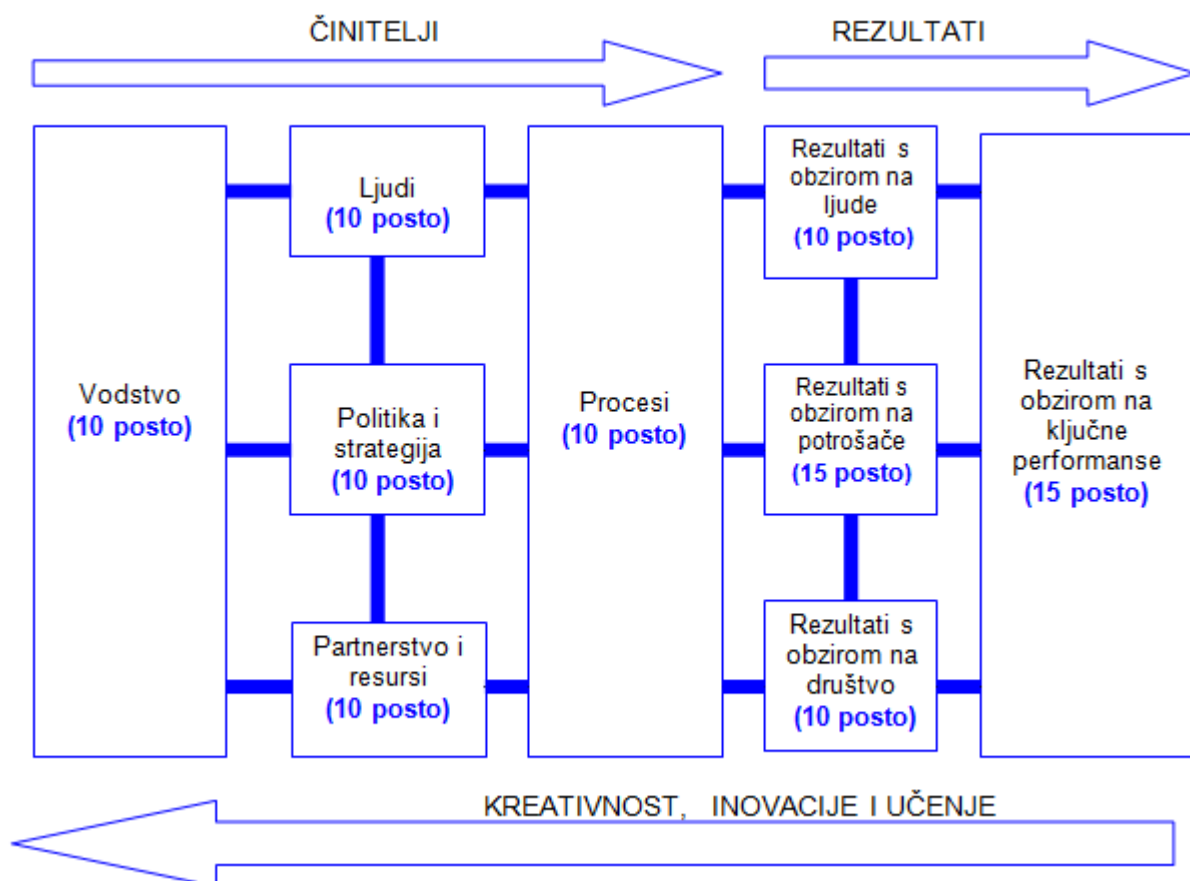 ČINITELJI
REZULTATI
Vodstvo
(10 posto)
Ljudi
(10 posto)
Politika i
strategija
(10 posto)
Partnerstvo i
resursi
(10 posto)
Procesi
(10 posto)
Rezultati s
obzirom na
ljude
(10 posto)
Rezultati s
obzirom na
potrošače
(15 posto)
Rezultati s
obzirom na
društvo
(10 posto)
Rezultati s
obzirom na
ključne
performanse
(15 posto)
KREATIVNOST, INOVACIJE I UČENJE